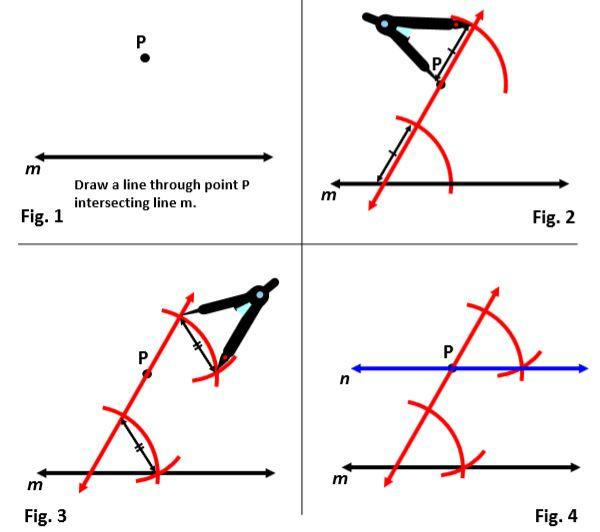 P
m
Draw a line through point P
intersecting line m.
Fig. 1
P
m
Fig. 2
P
m
Fig. 3
P
n
m
Fig. 4